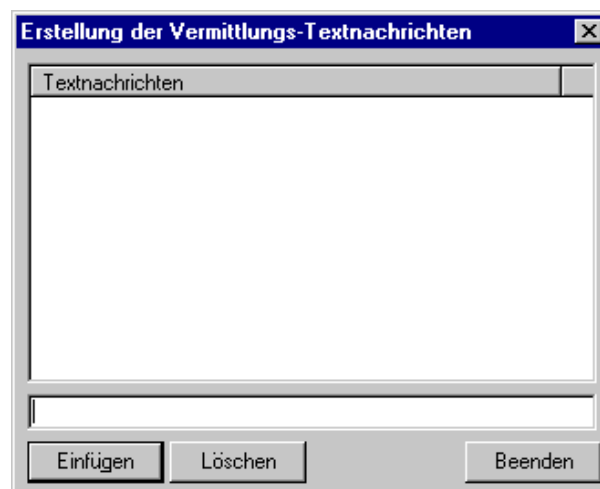 Erstellung der Vermittlungs-Textnachrichten
Textnachrichten
Einfügen Löschen Beenden